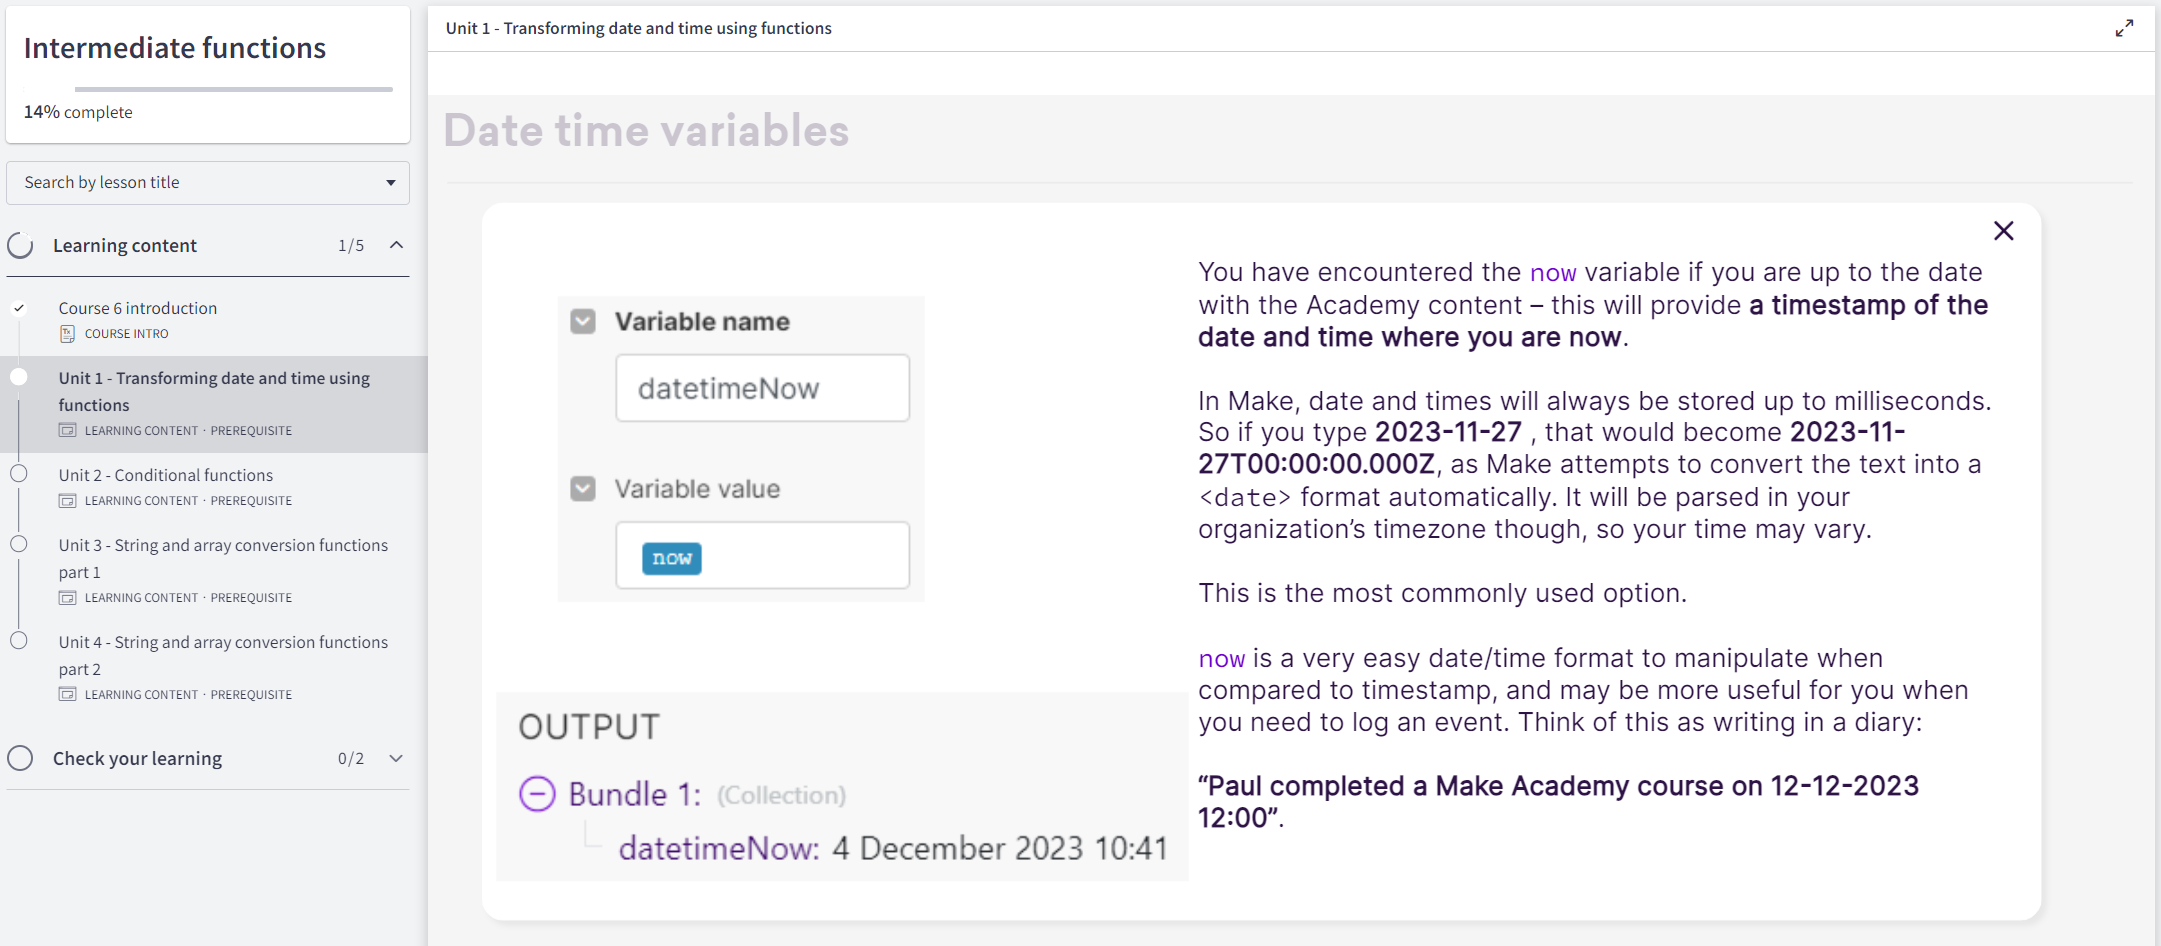 Intermediate functions
14% complete
Search by lesson title
Learning content 1/5
Course 6 introduction
COURSE INTRO
Unit 1 - Transforming date and time using
functions
LEARNING CONTENT · PREREQUISITE
Unit 2 - Conditional functions
LEARNING CONTENT · PREREQUISITE
Unit 3 - String and array conversion functions
part 1
LEARNING CONTENT · PREREQUISITE
Unit 4 - String and array conversion functions
part 2
LEARNING CONTENT · PREREQUISITE
Check your learning 0/2
Unit 1 - Transforming date and time using functions
Date time variables
Variable name
datetimeNow
Variable value
now
OUTPUT
Bundle 1: (Collection)
datetimeNow: 4 December 2023 10:41
You have encountered the now variable if you are up to the date
with the Academy content – this will provide a timestamp of the
date and time where you are now.
In Make, date and times will always be stored up to milliseconds.
So if you type 2023-11-27 , that would become 2023-11-
27T00:00:00.000Z, as Make attempts to convert the text into a
<date> format automatically. It will be parsed in your
organization’s timezone though, so your time may vary.
This is the most commonly used option.
now is a very easy date/time format to manipulate when
compared to timestamp, and may be more useful for you when
you need to log an event. Think of this as writing in a diary:
“Paul completed a Make Academy course on 12-12-2023
12:00”.